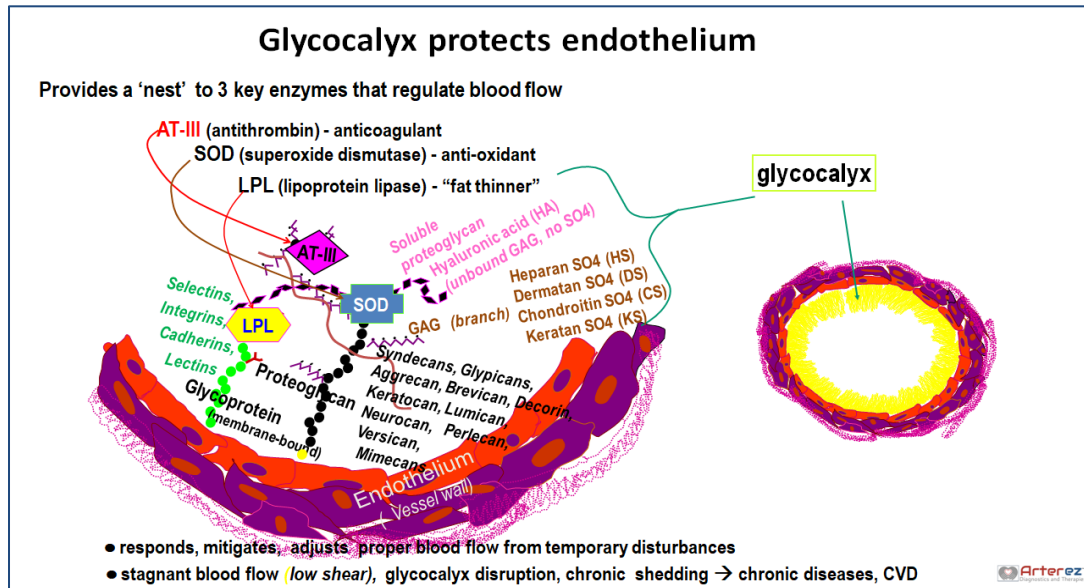 Glycocalyx protects endothelium
Provides a 'nest' to 3 key enzymes that regulate blood flow
AT-III (antithrombin) - anticoagulant
SOD (superoxide dismutase) - anti-oxidant
LPL (lipoprotein lipase) - “fat thinner”
glycocalyx
AT-III
Soluble
proteoglycan
Hyaluronic acid (HA)
(unbound GAG, no SO4)
SOD
LPL
Selectins,
Integrins,
Cadherins,
Lectins
GAG (branch)
Heparan SO4 (HS)
Dermatan SO4 (DS)
Chondroitin SO4 (CS)
Keratan SO4 (KS)
Glycoprotein
(membrane-bound)
Proteoglycan
Syndecans, Glypicans,
Aggrecan, Brevican, Decorin,
Keratocan, Lumican,
Neurocan, Perlecan,
Versican,
Mimecans
Endothelium
( Vessel wall)
● responds, mitigates, adjusts proper blood flow from temporary disturbances
● stagnant blood flow (low shear), glycocalyx disruption, chronic shedding → chronic diseases, CVD
Arterez
Diagnostics and Therapies